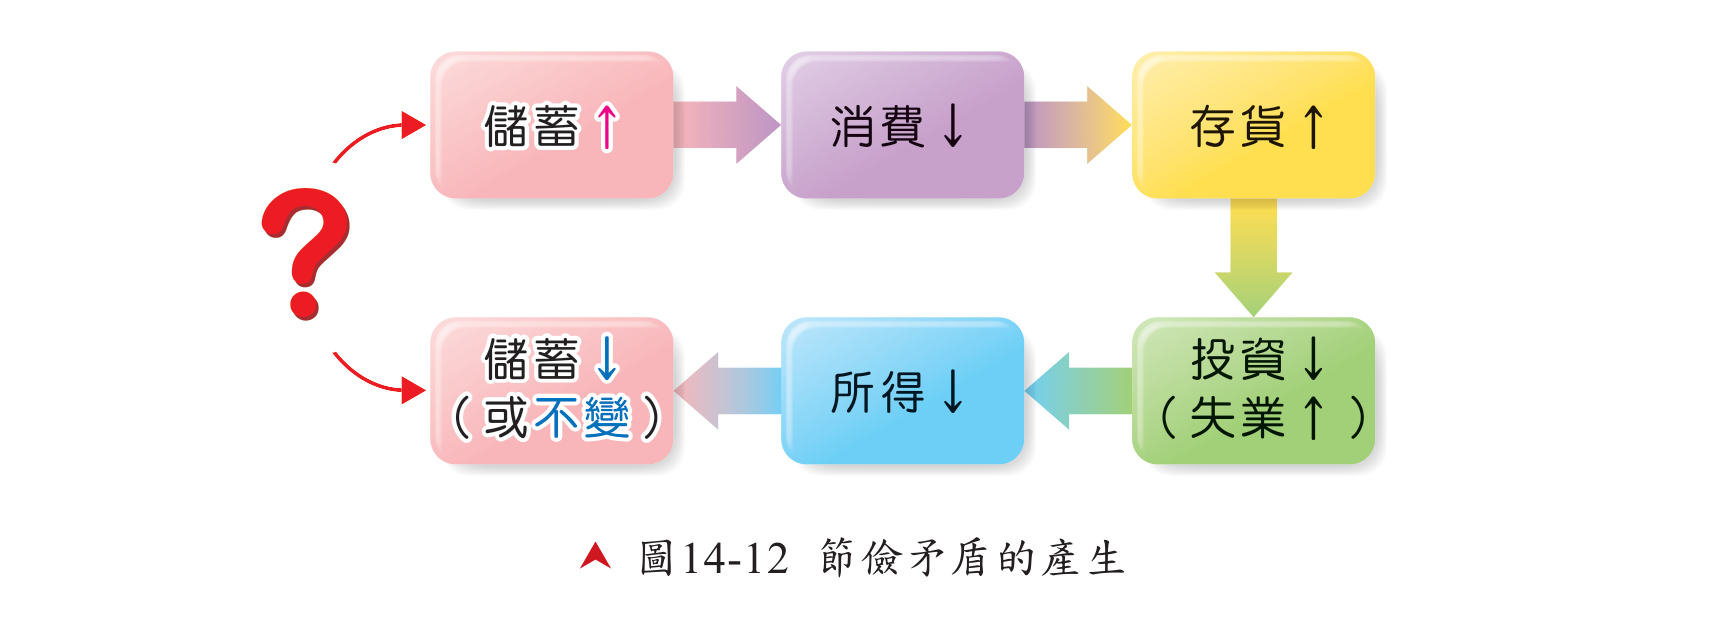 儲蓄↑
消費↓
存貨↑
?
儲蓄↓
（或不變）
所得↓
投資↓
（失業↑）
圖14-12 節儉矛盾的產生